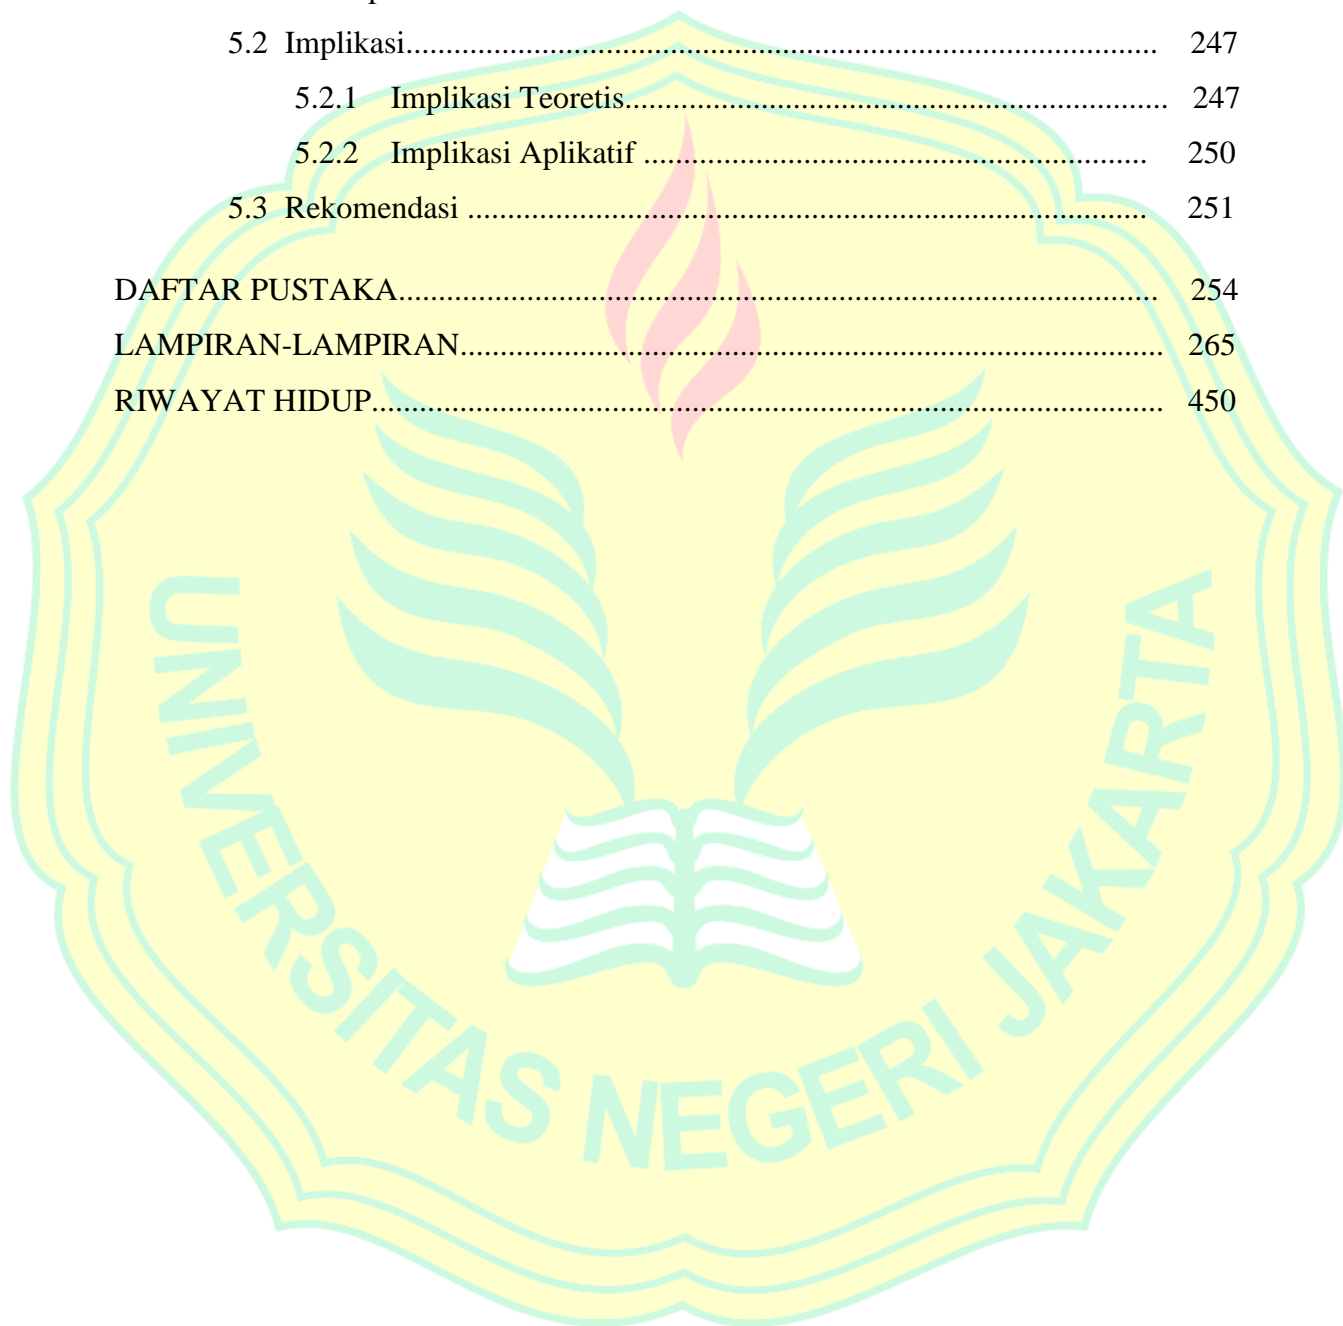 5.2 Implikasi............................................................................................... 247
5.2.1 Implikasi Teoretis.................................................................... 247
5.2.2 Implikasi Aplikatif ............................................................... 250
5.3 Rekomendasi ..................................................................................... 251
DAFTAR PUSTAKA................................................................................................ 254
LAMPIRAN-LAMPIRAN........................................................................................ 265
RIWAYAT HIDUP................................................................................................... 450
UNIVERSITAS NEGERI JAKARTA